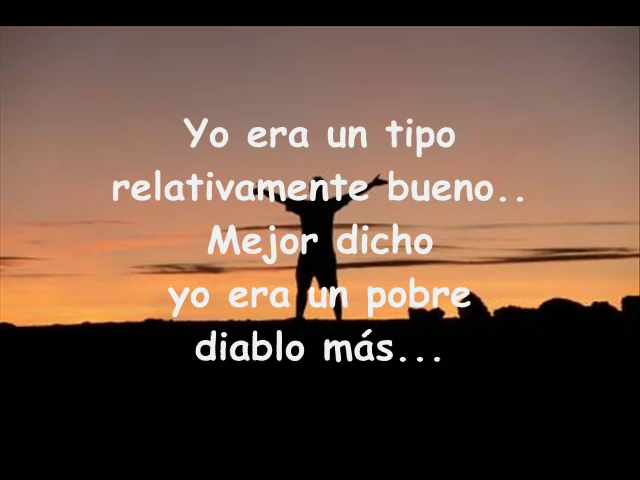 Yo era un tipo
relativamente bueno..
Mejor dicho
yo era un pobre
diablo más...